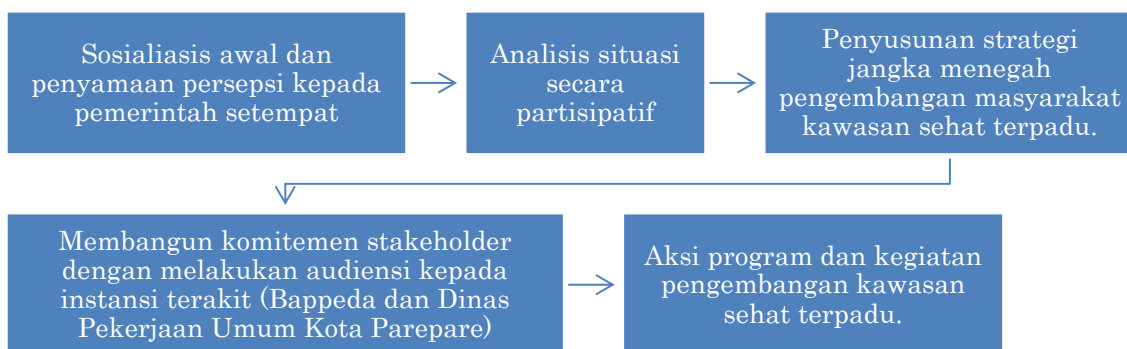 Sosialiasis awal dan
penyamaan persepsi kepada
pemerintah setempat
Analisis situasi
secara
partisipatif
Penyusunan strategi
jangka menegah
pengembangan masyarakat
kawasan sehat terpadu.
Membangun komitemen stakeholder
dengan melakukan audiensi kepada
instansi terakit (Bappeda dan Dinas
Pekerjaan Umum Kota Parepare)
Aksi program dan kegiatan
pengembangan kawasan
sehat terpadu.